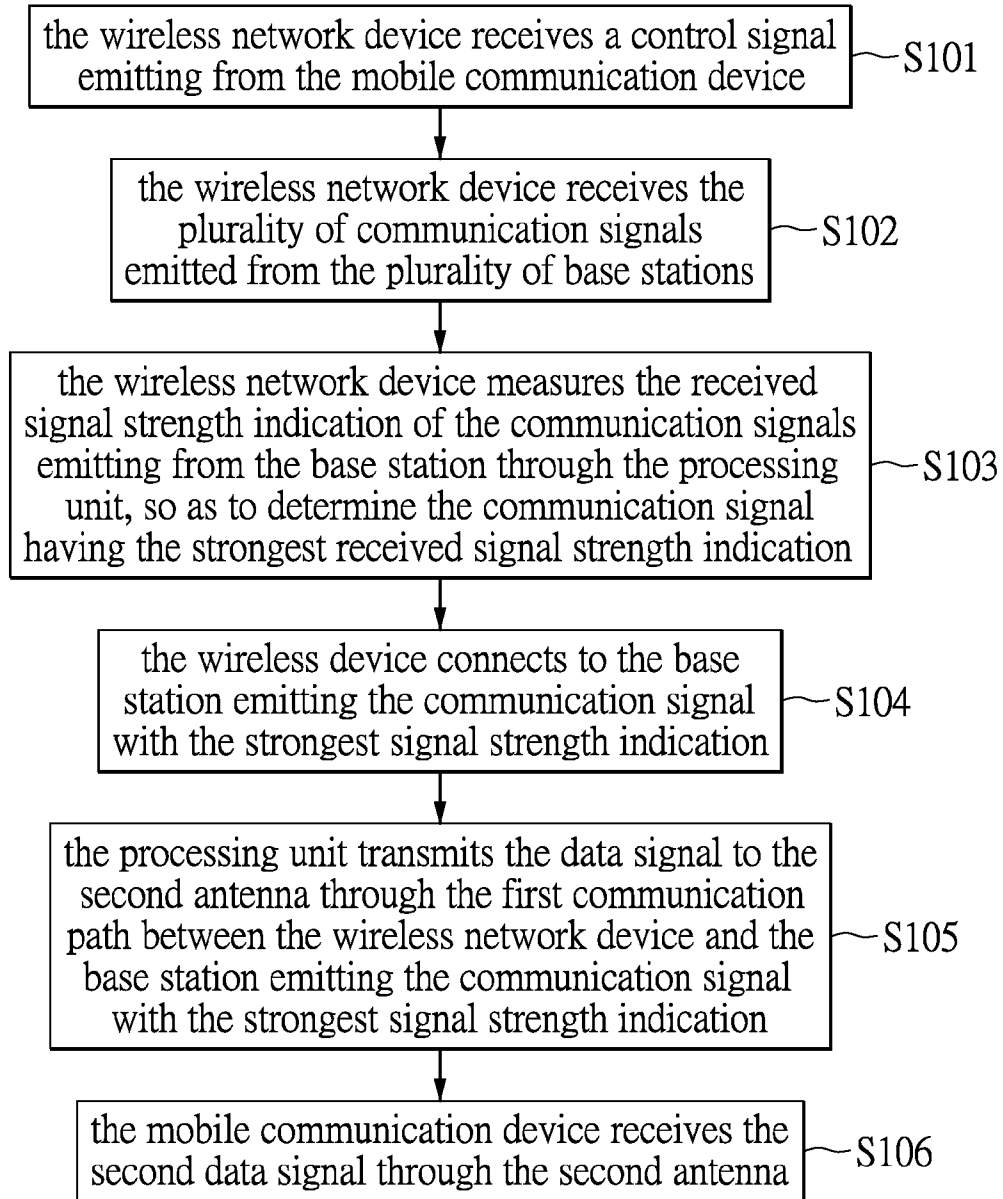 the wireless network device receives a control signal
emitting from the mobile communication device
S101
the wireless network device receives the
plurality of communication signals
emitted from the plurality of base stations
S102
the wireless network device measures the received
signal strength indication of the communication signals
emitting from the base station through the processing
unit, so as to determine the communication signal
having the strongest received signal strength indication
S103
the wireless device connects to the base
station emitting the communication signal
with the strongest signal strength indication
S104
the processing unit transmits the data signal to the
second antenna through the first communication
path between the wireless network device and the
base station emitting the communication signal
with the strongest signal strength indication
S105
the mobile communication device receives the
second data signal through the second antenna
S106